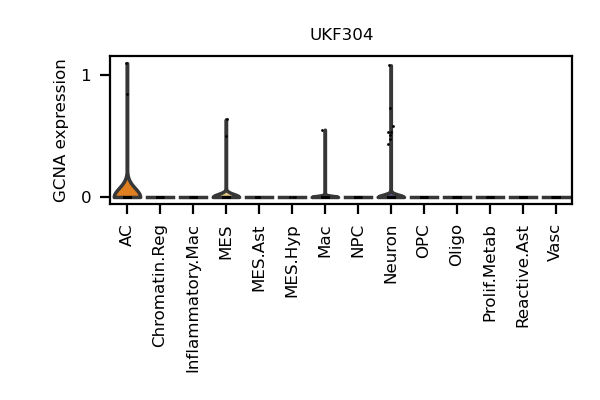 UKF304
GCNA expression
1
0
AC
Chromatin.Reg
Inflammatory.Mac
MES
MES.Ast
MES.Hyp
Mac
NPC
Neuron
OPC
Oligo
Prolif.Metab
Reactive.Ast
Vasc